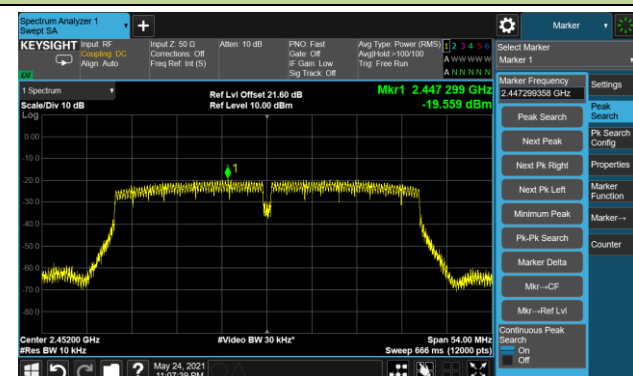 Spectrum Analyzer 1
Swept SA
+
Marker
KEYSIGHT
Input: RF
Coupling: DC
Align: Auto
Input Z: 50 Ω
Corrections: Off
Freq Ref: Int (S)
Atten: 10 dB
PNO: Fast
Gate: Off
IF Gain: Low
Sig Track: Off
Avg Type: Power (RMS)
Avg|Hold:>100/100
Trig: Free Run
1 2 3 4 5 6
A W W W W W
A N N N N N
LXI
Select Marker
Marker 1
1 Spectrum
Scale/Div 10 dB
Log
Ref Lvl Offset 21.60 dB
Ref Level 10.00 dBm
Mkr1 2.447 299 GHz
-19.559 dBm
1
0.00
-10.0
-20.0
-30.0
-40.0
-50.0
-60.0
-70.0
-80.0
Center 2.45200 GHz
#Res BW 10 kHz
#Video BW 30 kHz*
Span 54.00 MHz
Sweep 666 ms (12000 pts)
Marker Frequency
2.447299358 GHz
Peak Search
Next Peak
Next Pk Right
Next Pk Left
Minimum Peak
Pk-Pk Search
Marker Delta
Mkr→CF
Mkr→Ref Lvl
Continuous Peak
Search
On
Off
Settings
Peak
Search
Pk Search
Config
Properties
Marker
Function
Marker→
Counter
?
May 24, 2021
11:07:39 PM